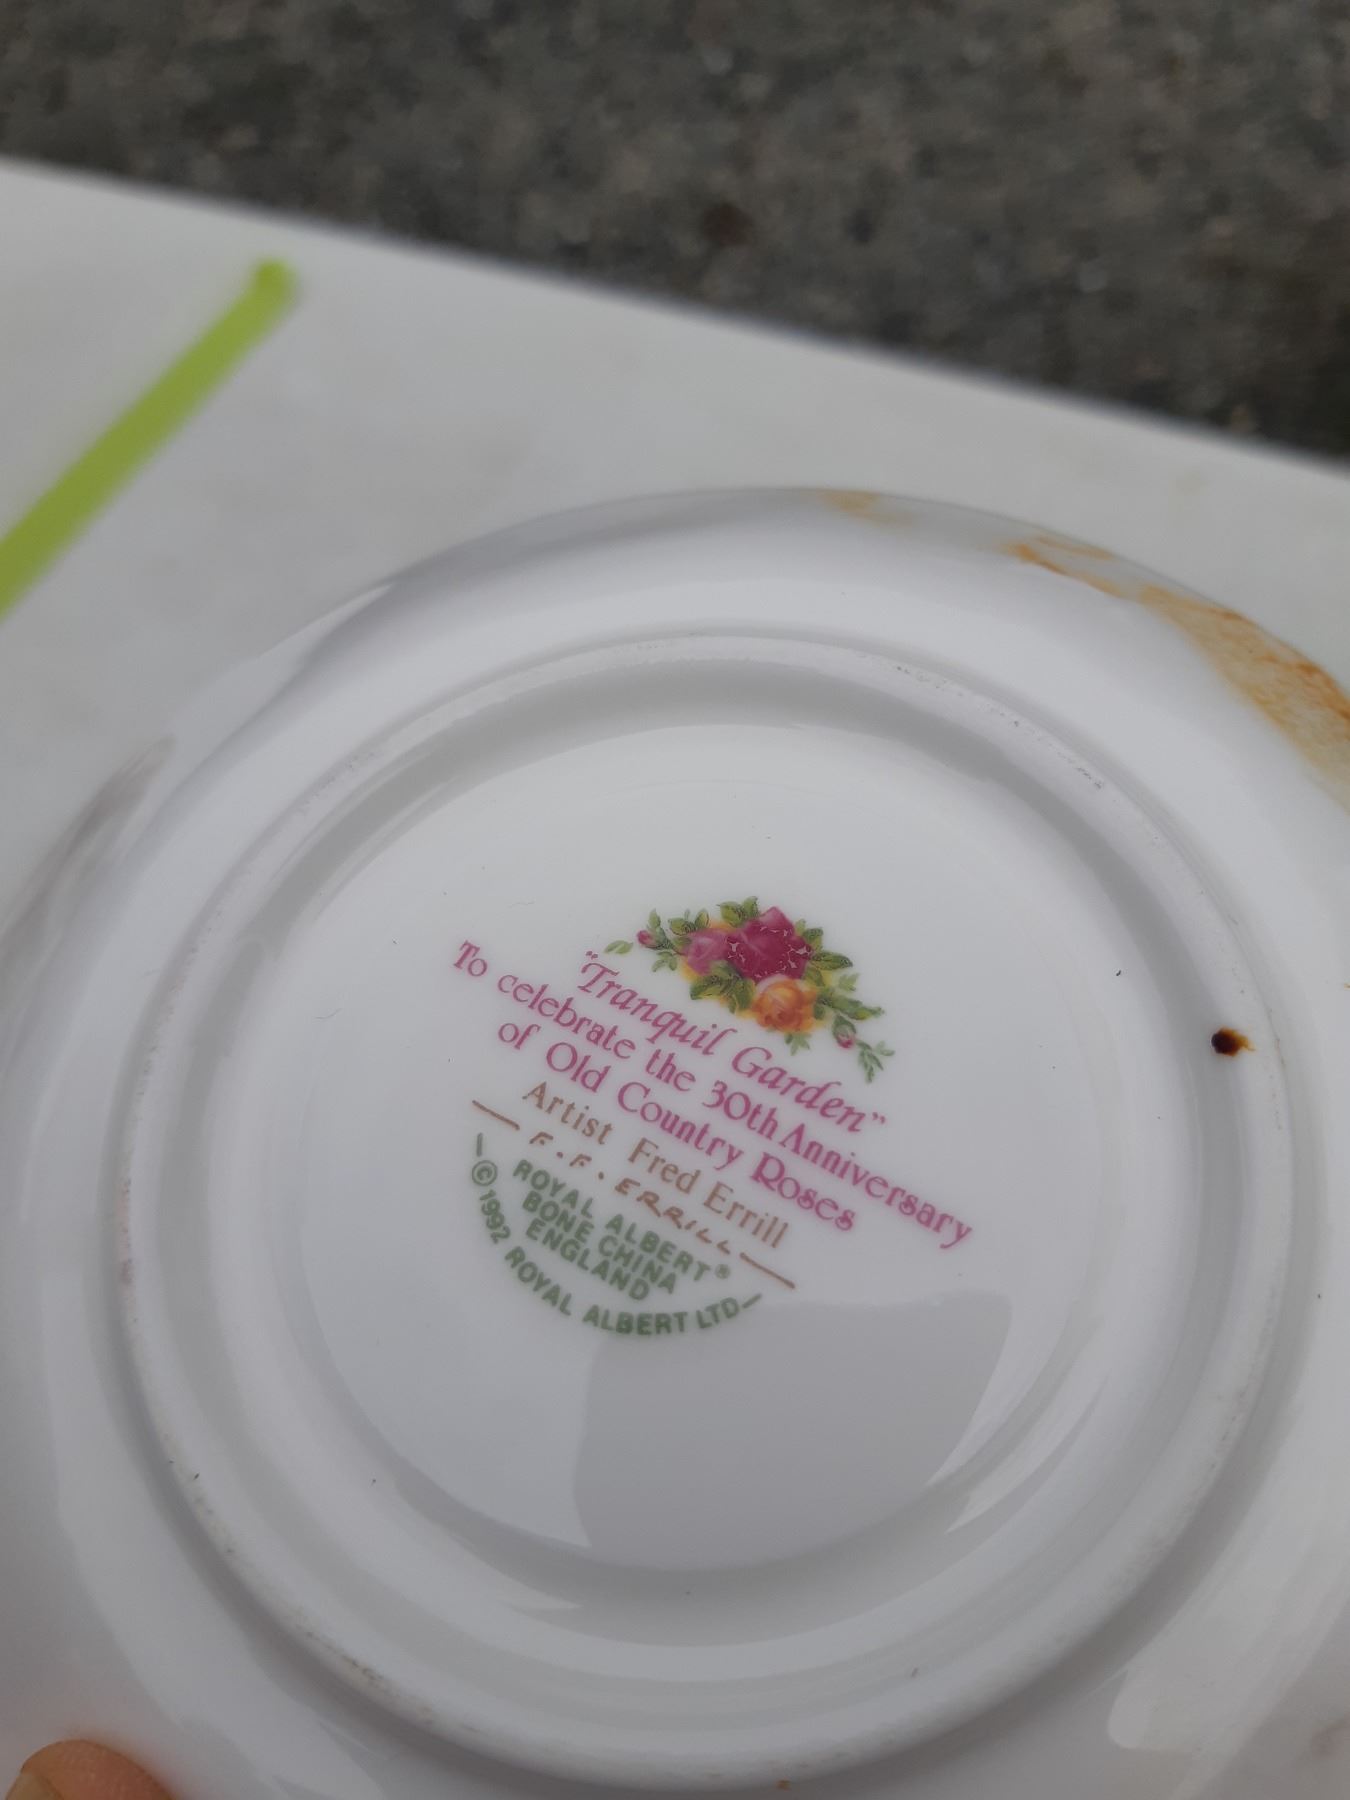 "Tranquil Garden"
To celebrate the 30th Anniversary
of Old Country Roses
Artist Fred Errill
F.F. ERRILL
ROYAL ALBERT®
BONE CHINA
ENGLAND
© 1992 ROYAL ALBERT LTD